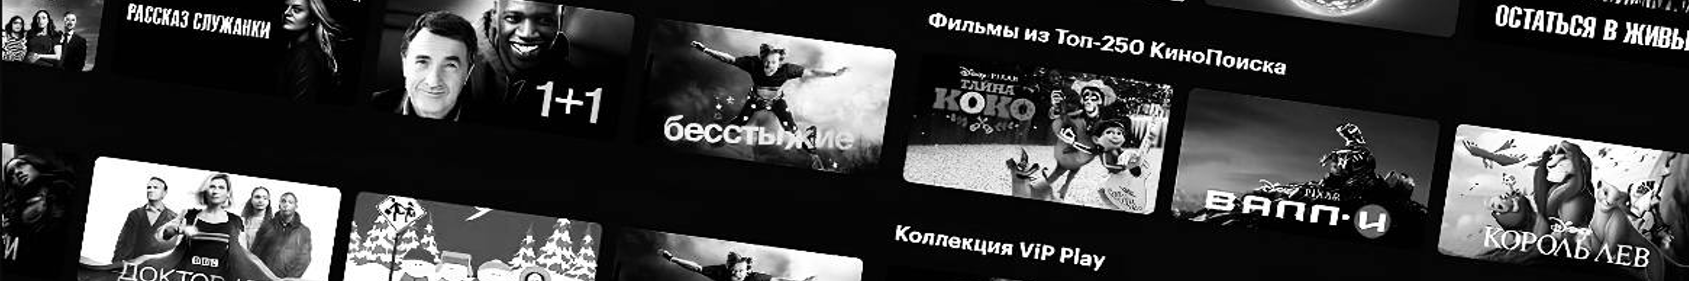 РАССКАЗ СЛУЖАНКИ
1+1
бесстыжие
Фильмы из Топ-250 КиноПоиска
ОСТАТЬСЯ В
Disney PIXAR
ТАЙНА
КОКО
Disney PIXAR
ВАЛЛ·И
Disney
КОРОЛЬ ЛЕВ
BBC
ДОКТОР
Коллекция ViP Play